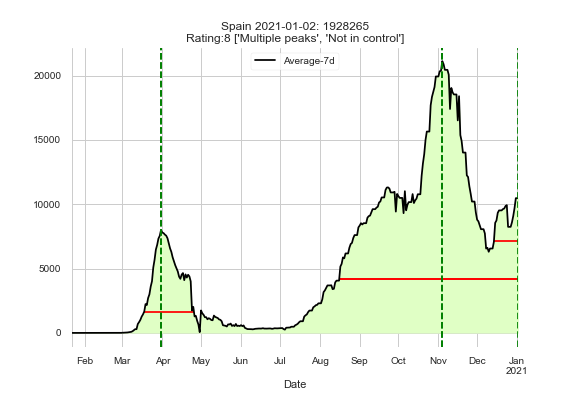 Spain 2021-01-02: 1928265
Rating:8 ['Multiple peaks', 'Not in control']
Average-7d
20000
15000
10000
5000
0
Feb Mar Apr May Jun Jul Aug Sep Oct Nov Dec Jan
2021
Date